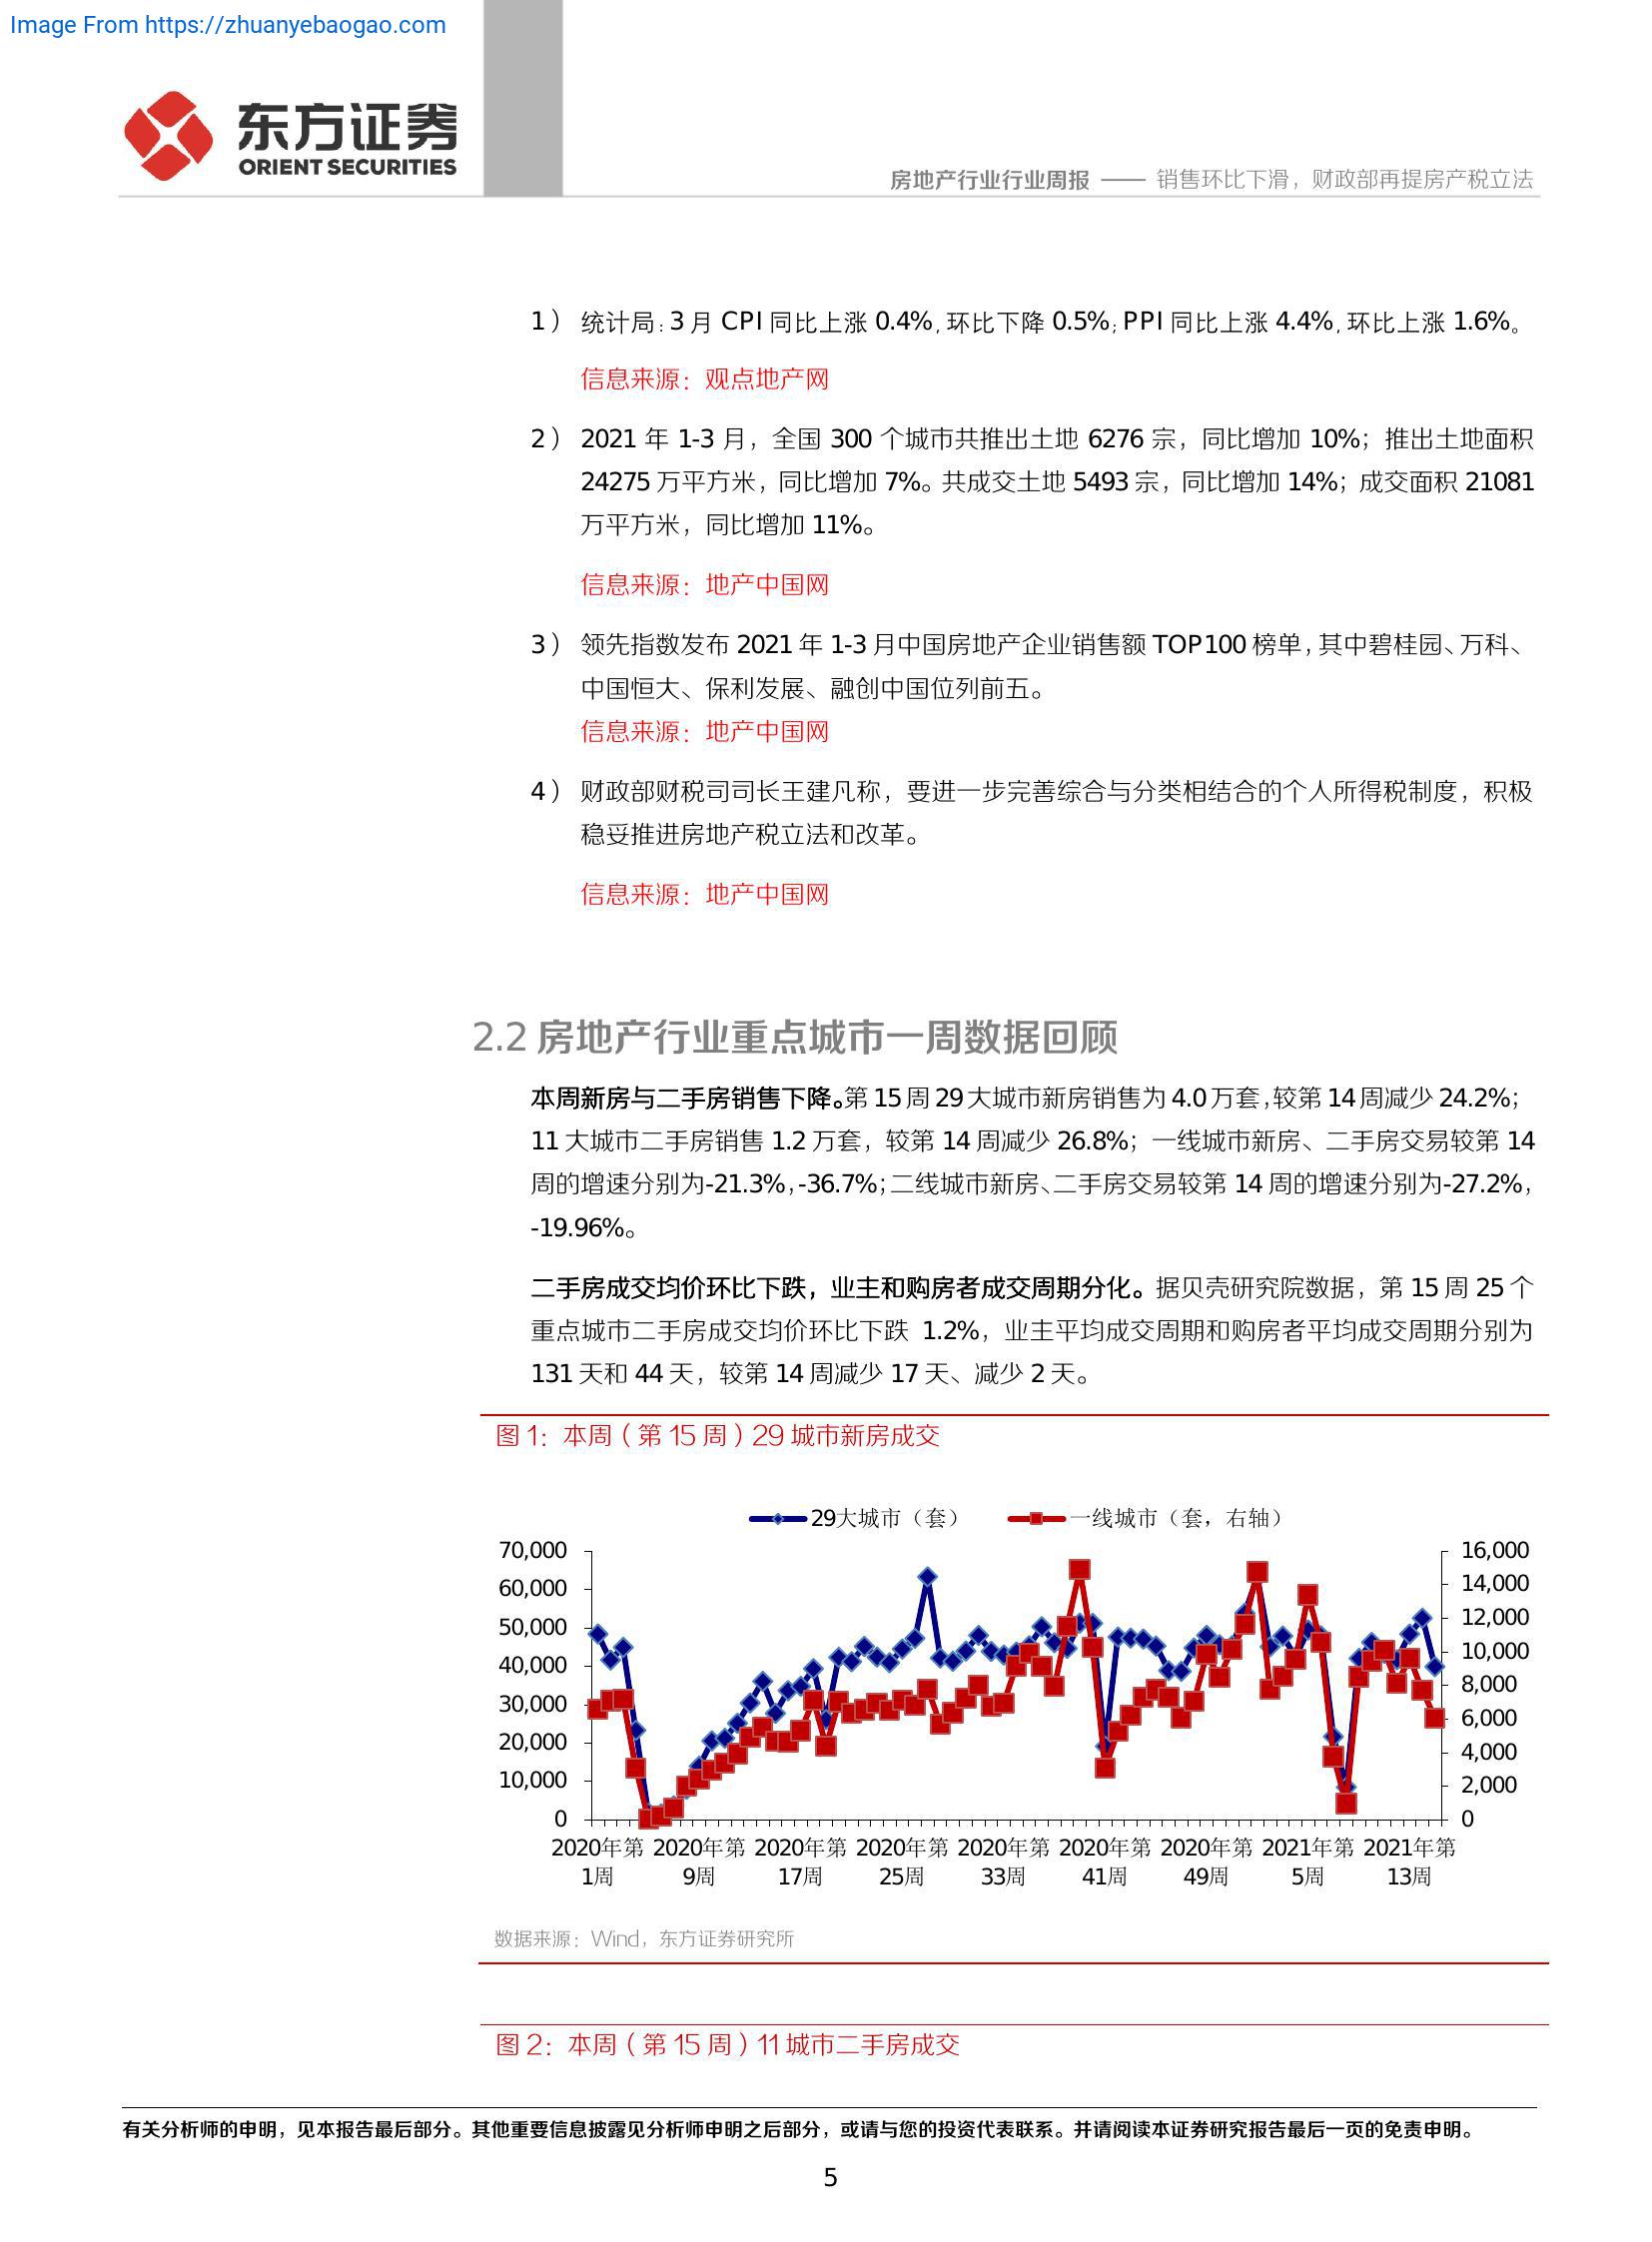 Image From https://zhuanyebaogao.com
东方证券
ORIENT SECURITIES
房地产行业行业周报 —— 销售环比下滑，财政部再提房产税立法
1） 统计局：3 月 CPI 同比上涨 0.4%，环比下降 0.5%；PPI 同比上涨 4.4%，环比上涨 1.6%。
信息来源：观点地产网
2） 2021 年 1-3 月，全国 300 个城市共推出土地 6276 宗，同比增加 10%；推出土地面积
24275 万平方米，同比增加 7%。共成交土地 5493 宗，同比增加 14%；成交面积 21081
万平方米，同比增加 11%。
信息来源：地产中国网
3） 领先指数发布 2021 年 1-3 月中国房地产企业销售额 TOP100 榜单，其中碧桂园、万科、
中国恒大、保利发展、融创中国位列前五。
信息来源：地产中国网
4） 财政部财税司司长王建凡称，要进一步完善综合与分类相结合的个人所得税制度，积极
稳妥推进房地产税立法和改革。
信息来源：地产中国网
2.2 房地产行业重点城市一周数据回顾
本周新房与二手房销售下降。第 15 周 29 大城市新房销售为 4.0 万套，较第 14 周减少 24.2%；
11 大城市二手房销售 1.2 万套，较第 14 周减少 26.8%；一线城市新房、二手房交易较第 14
周的增速分别为-21.3%，-36.7%；二线城市新房、二手房交易较第 14 周的增速分别为-27.2%，
-19.96%。
二手房成交均价环比下跌，业主和购房者成交周期分化。据贝壳研究院数据，第 15 周 25 个
重点城市二手房成交均价环比下跌 1.2%，业主平均成交周期和购房者平均成交周期分别为
131 天和 44 天，较第 14 周减少 17 天、减少 2 天。
图 1：本周（第 15 周）29 城市新房成交
29大城市（套） 一线城市（套，右轴）
70,000 16,000
60,000 14,000
50,000 12,000
40,000 10,000
30,000 8,000
20,000 6,000
10,000 4,000
0 2,000
0
2020年第 2020年第 2020年第 2020年第 2020年第 2020年第 2020年第 2021年第 2021年第
1周 9周 17周 25周 33周 41周 49周 5周 13周
数据来源：Wind，东方证券研究所
图 2：本周（第 15 周）11 城市二手房成交
有关分析师的申明，见本报告最后部分。其他重要信息披露见分析师申明之后部分，或请与您的投资代表联系。并请阅读本证券研究报告最后一页的免责申明。
5